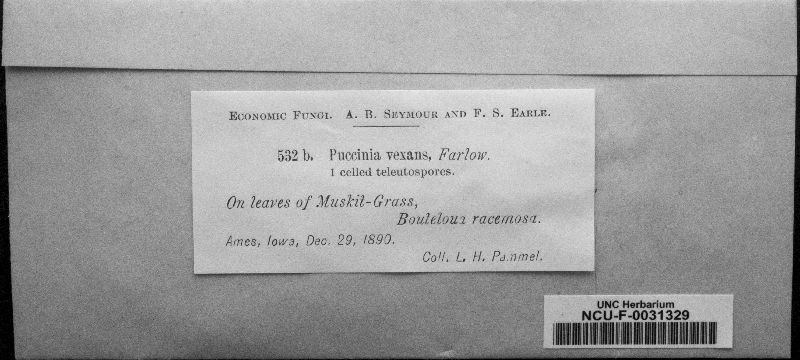 Economic Fungi. A. B. Seymour and F. S. Earle.
532 b. Puccinia vexans, Farlow.
1 celled teleutospores.
On leaves of Muskit-Grass,
Bouteloua racemosa.
Ames, Iowa, Dec. 29, 1890.
Coll. L. H. Pammel.
UNC Herbarium
NCU-F-0031329